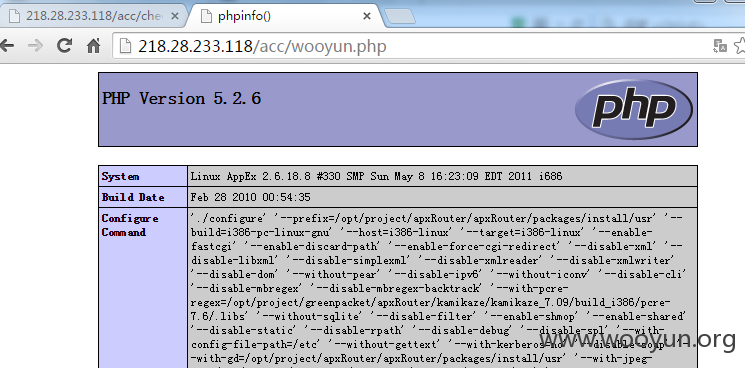 218.28.233.118/acc/che
phpinfo()
218.28.233.118/acc/wooyun.php
PHP Version 5.2.6
php
System
Linux AppEx 2.6.18.8 #330 SMP Sun May 8 16:23:09 EDT 2011 i686
Build Date
Feb 28 2010 00:54:35
Configure
Command
'./configure' '--prefix=/opt/project/apxRouter/apxRouter/packages/install/usr' '--
build=i386-pc-linux-gnu' '--host=i386-linux' '--target=i386-linux' '--enable-
fastcgi' '--enable-discard-path' '--enable-force-cgi-redirect' '--disable-xml' '--
disable-libxml' '--disable-simplexml' '--disable-xmlreader' '--disable-xmlwriter'
'--disable-dom' '--without-pear' '--disable-ipv6' '--without-iconv' '--disable-cli'
'--disable-mbregex' '--disable-mbregex-backtrack' '--with-pcre-
regex=/opt/project/greenpacket/apxRouter/kamikaze/kamikaze_7.09/build_i386/pcre-
7.6/.libs' '--without-sqlite' '--disable-filter' '--enable-shmop' '--enable-shared'
'--disable-static' '--disable-rpath' '--disable-debug' '--disable-spl' '--with-
config-file-path=/etc' '--without-gettext' '--with-kerberos=no' '--disable-soap'
'--with-gd=/opt/project/apxRouter/apxRouter/packages/install/usr' '--with-jpeg-
www.wooyun.org